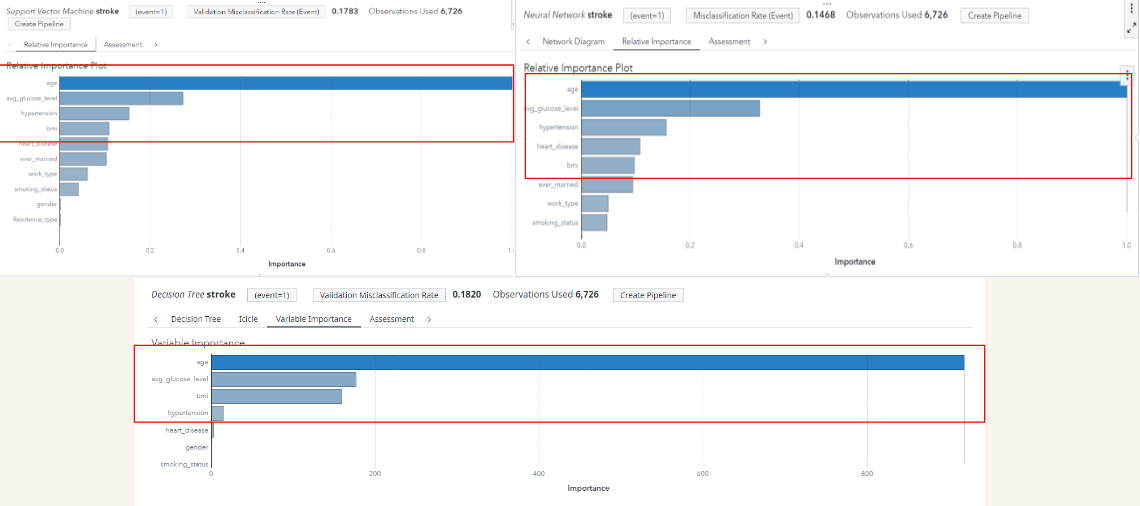 Support Vector Machine stroke (event=1) Validation Misclassification Rate (Event) 0.1783 Observations Used 6,726
Create Pipeline
Relative Importance Assessment
Relative Importance Plot
age
avg_glucose_level
hypertension
bmi
heart_disease
ever_married
work_type
smoking_status
gender
Residence_type
0.0 0.2 0.4 0.6 0.8 1.0
Importance
Neural Network stroke (event=1) Misclassification Rate (Event) 0.1468 Observations Used 6,726 Create Pipeline
Network Diagram Relative Importance Assessment
Relative Importance Plot
age
avg_glucose_level
hypertension
heart_disease
bmi
ever_married
work_type
smoking_status
0.0 0.2 0.4 0.6 0.8 1.0
Importance
Decision Tree stroke (event=1) Validation Misclassification Rate 0.1820 Observations Used 6,726 Create Pipeline
Decision Tree Icicle Variable Importance Assessment
Variable Importance
age
avg_glucose_level
bmi
hypertension
heart_disease
gender
smoking_status
0 200 400 600 800
Importance